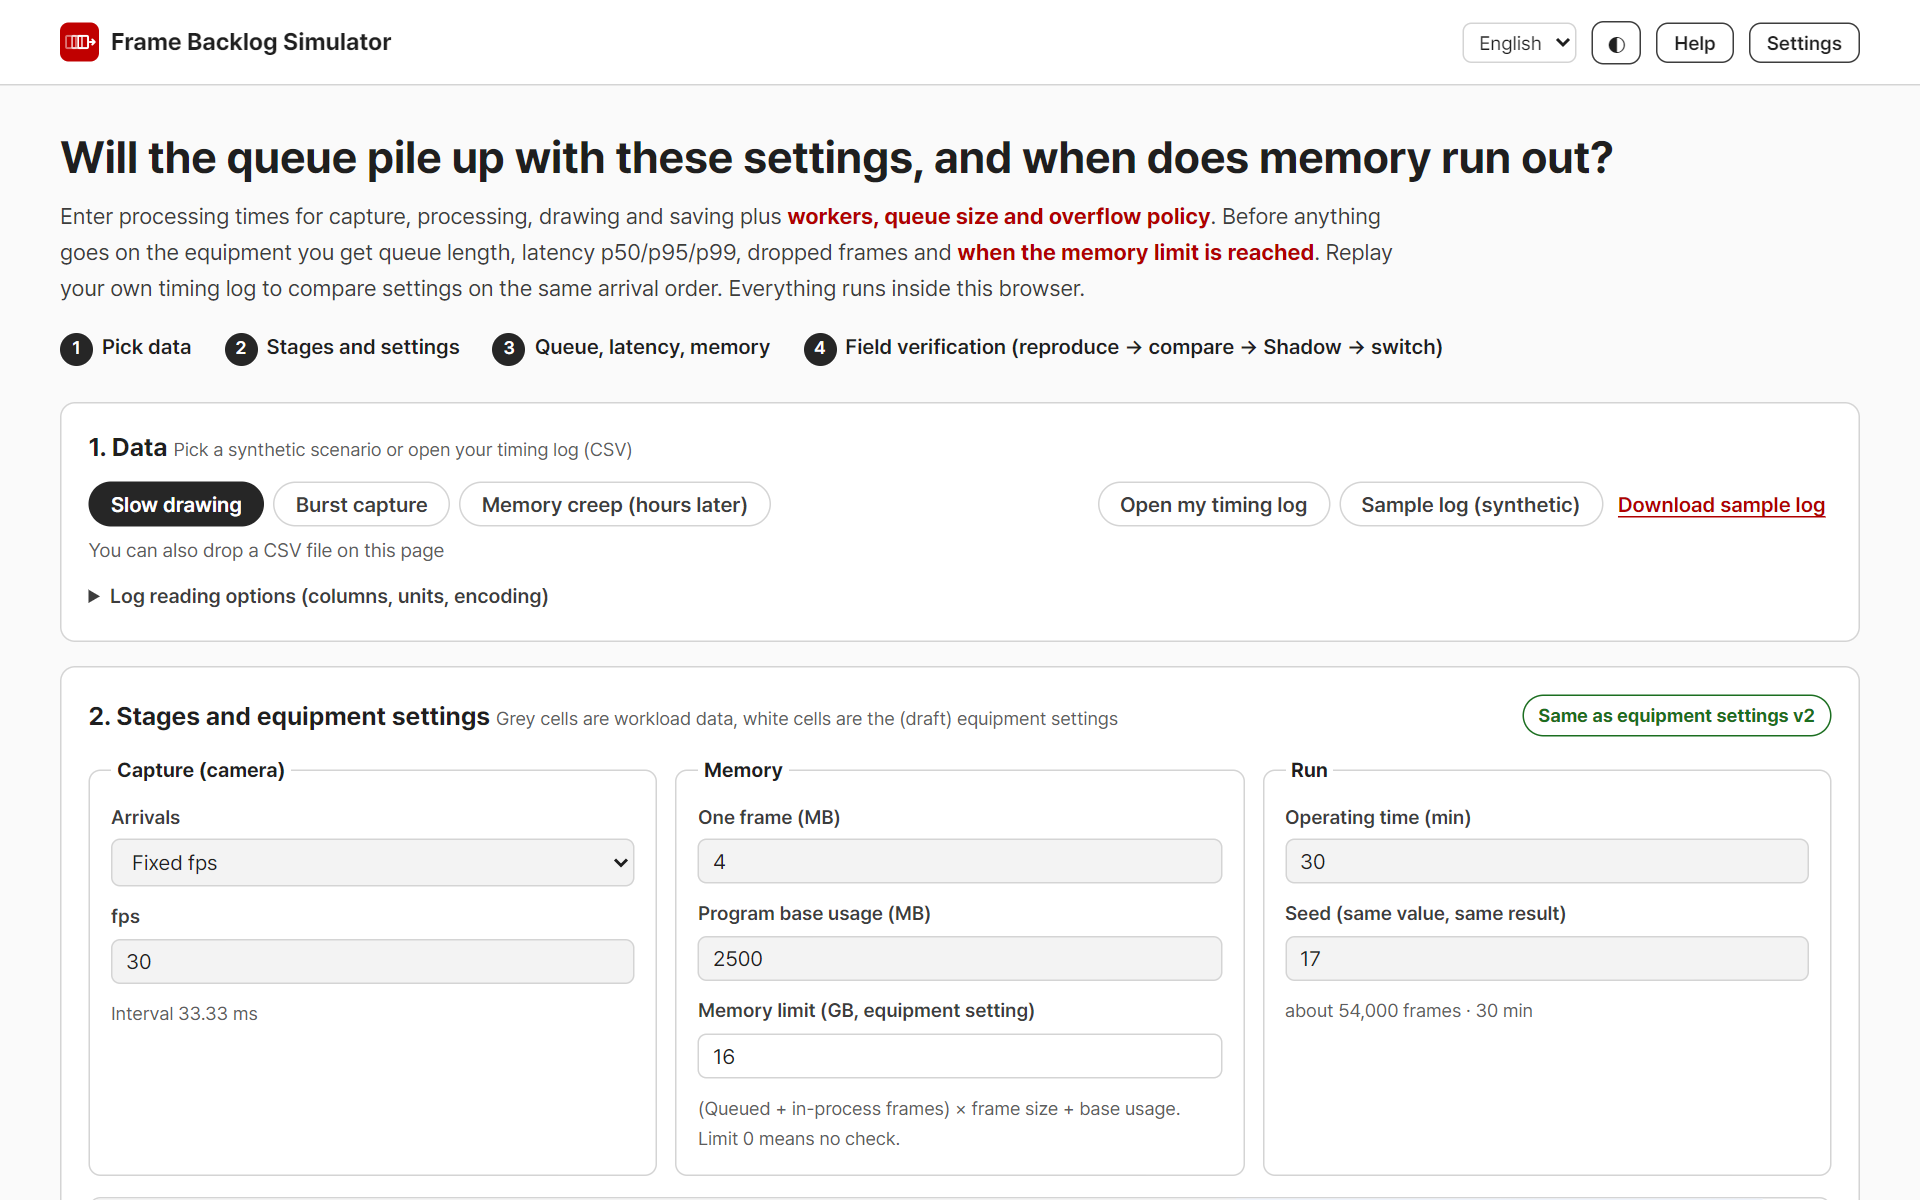 Frame Backlog Simulator
English
Help
Settings
Will the queue pile up with these settings, and when does memory run out?
Enter processing times for capture, processing, drawing and saving plus workers, queue size and overflow policy. Before anything
goes on the equipment you get queue length, latency p50/p95/p99, dropped frames and when the memory limit is reached. Replay
your own timing log to compare settings on the same arrival order. Everything runs inside this browser.
1 Pick data
2 Stages and settings
3 Queue, latency, memory
4 Field verification (reproduce → compare → Shadow → switch)
1. Data Pick a synthetic scenario or open your timing log (CSV)
Slow drawing
Burst capture
Memory creep (hours later)
Open my timing log
Sample log (synthetic)
Download sample log
You can also drop a CSV file on this page
Log reading options (columns, units, encoding)
2. Stages and equipment settings Grey cells are workload data, white cells are the (draft) equipment settings
Same as equipment settings v2
Capture (camera)
Arrivals
Fixed fps
fps
30
Interval 33.33 ms
Memory
One frame (MB)
4
Program base usage (MB)
2500
Memory limit (GB, equipment setting)
16
(Queued + in-process frames) × frame size + base usage.
Limit 0 means no check.
Run
Operating time (min)
30
Seed (same value, same result)
17
about 54,000 frames · 30 min